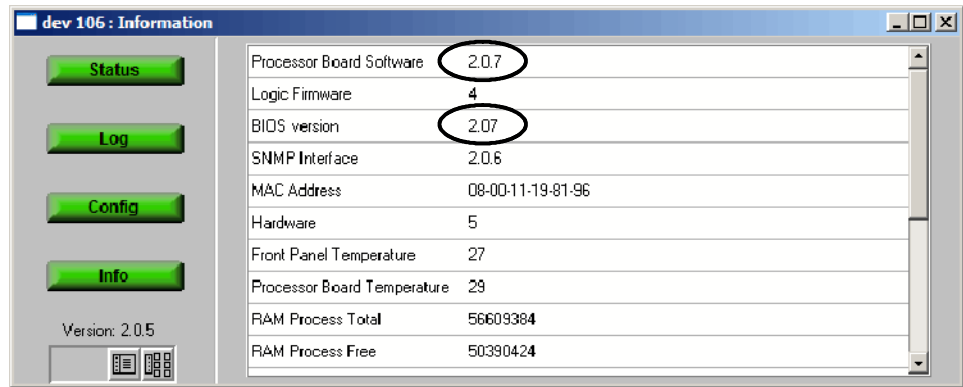 dev 106 : Information
Status
Log
Config
Info
Version: 2.0.5
Processor Board Software 2.0.7
Logic Firmware 4
BIOS version 2.07
SNMP Interface 2.0.6
MAC Address 08-00-11-19-81-96
Hardware 5
Front Panel Temperature 27
Processor Board Temperature 29
RAM Process Total 56609384
RAM Process Free 50390424